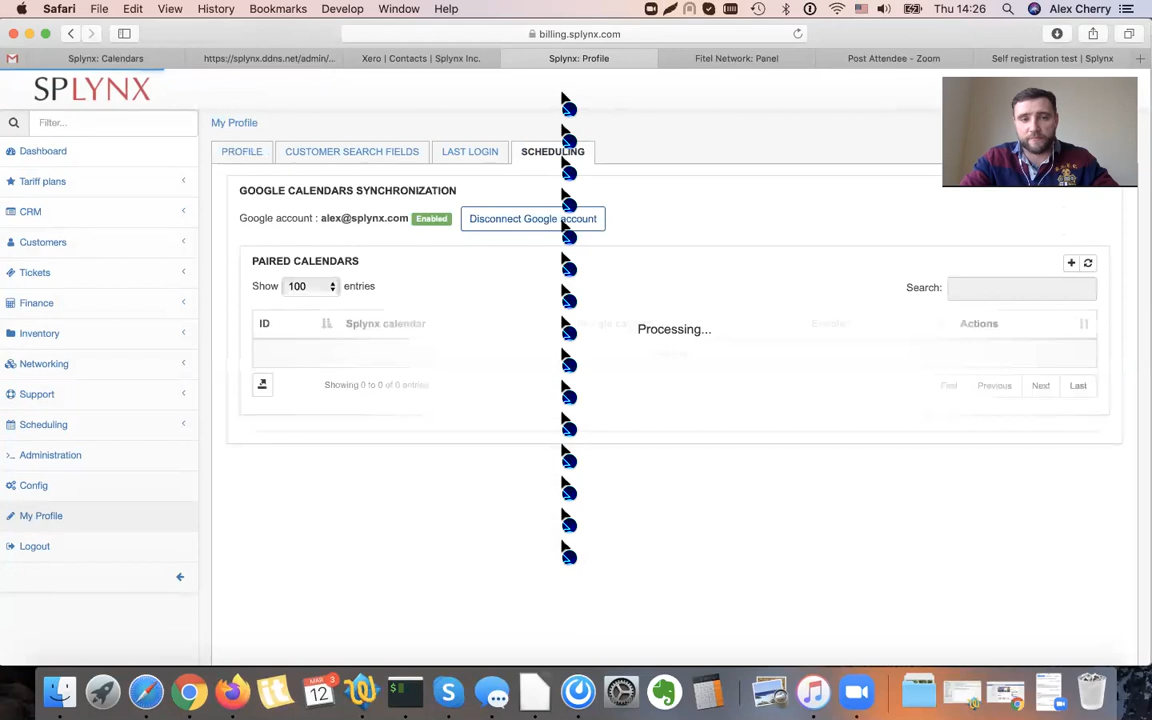 Safari File Edit View History Bookmarks Develop Window Help Thu 14:26 Alex Cherry
billing.splynx.com
Splynx: Calendars https://splynx.ddns.net/admin/... Xero | Contacts | Splynx Inc. Splynx: Profile Fitel Network: Panel Post Attendee - Zoom Self registration test | Splynx
SPLYNX
Filter...
My Profile
Dashboard
PROFILE CUSTOMER SEARCH FIELDS LAST LOGIN SCHEDULING
Tariff plans
GOOGLE CALENDARS SYNCHRONIZATION
CRM
Google account : alex@splynx.com Enabled Disconnect Google account
Customers
PAIRED CALENDARS
Tickets
Show 100 entries Search:
Finance
ID Splynx calendar Actions
Processing...
Inventory
Networking
Showing 0 to 0 of 0 entries First Previous Next Last
Support
Scheduling
Administration
Config
My Profile
Logout
MAR 3
12